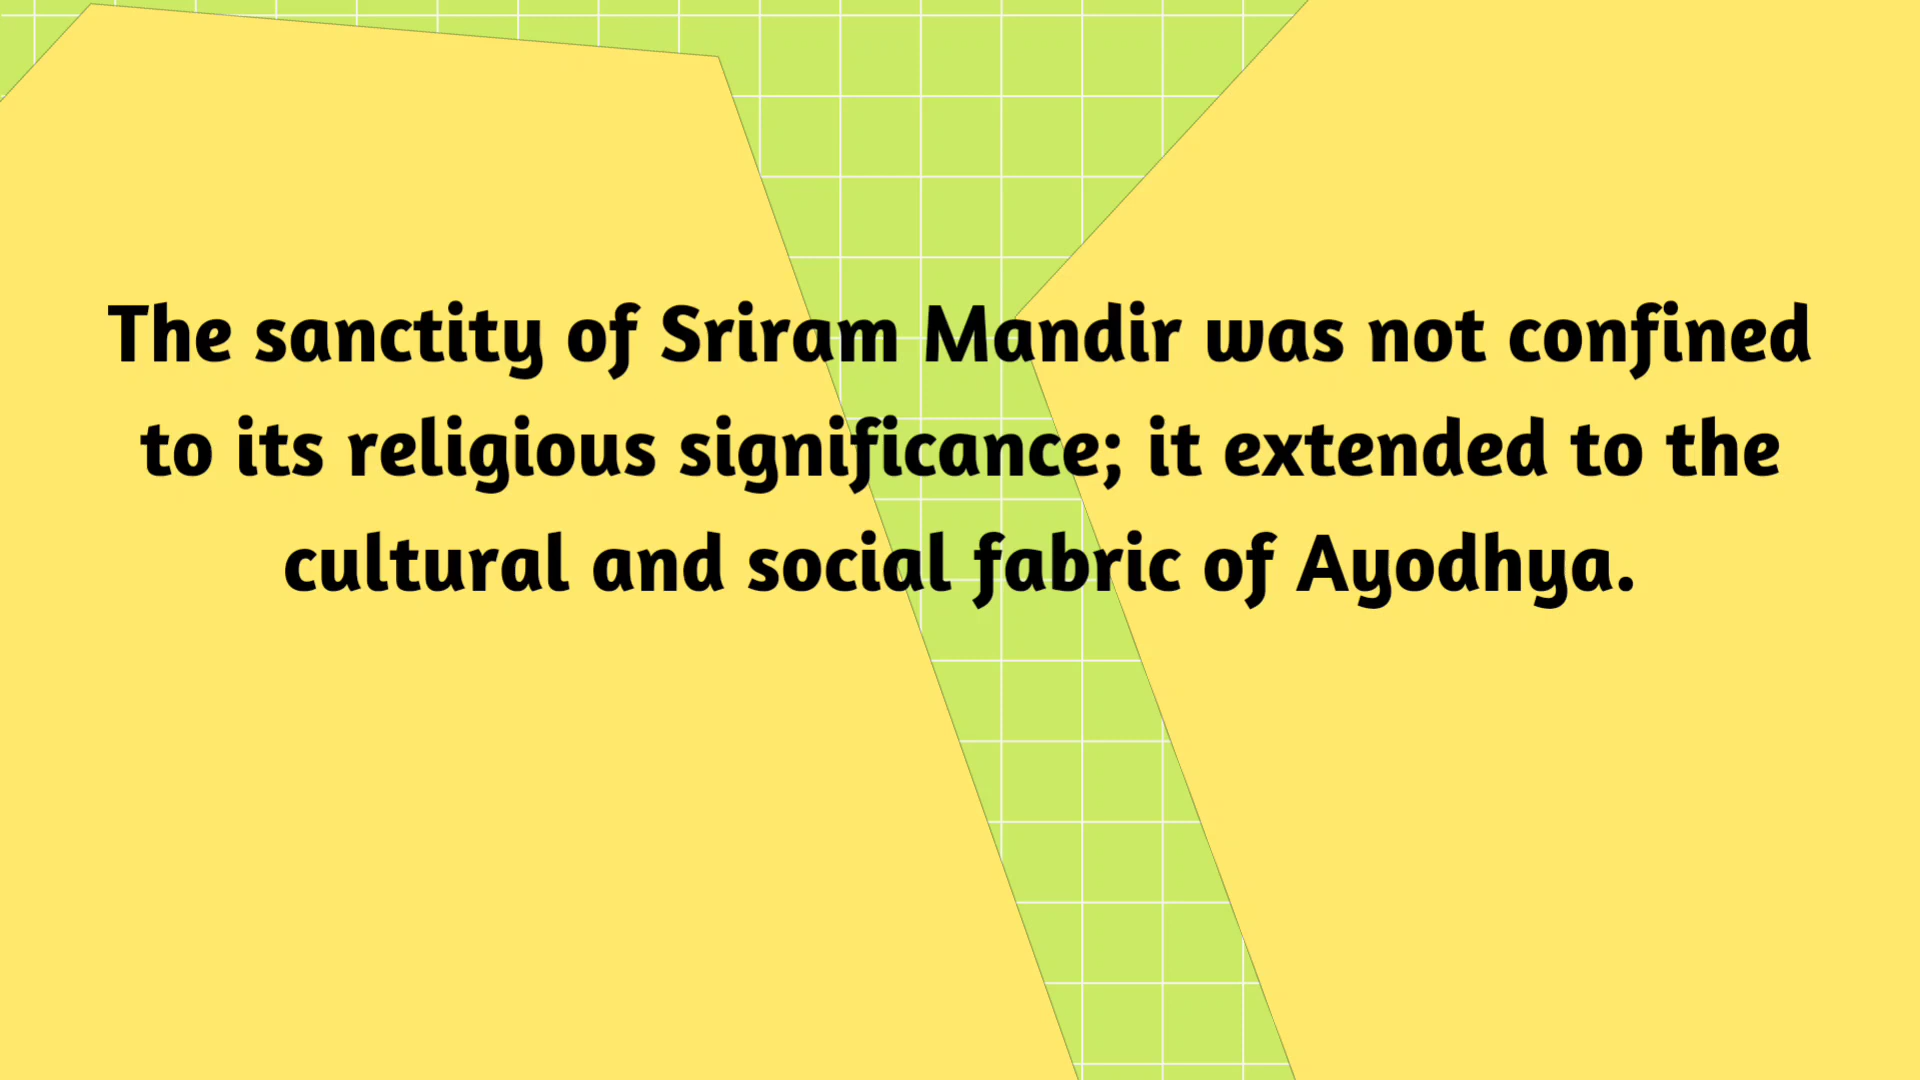 The sanctity of Sriram Mandir was not confined
to its religious significance; it extended to the
cultural and social fabric of Ayodhya.